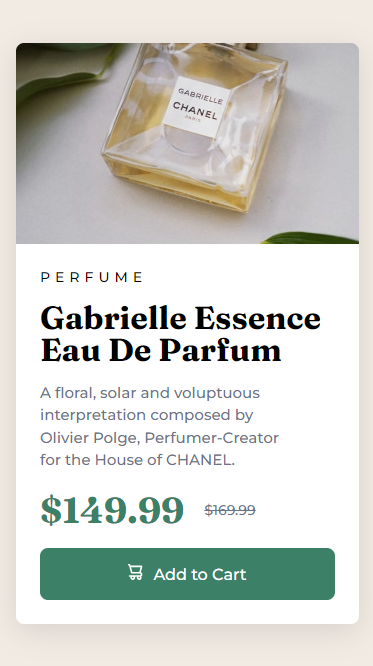 GABRIELLE
CHANEL
PARIS
PERFUME
Gabrielle Essence
Eau De Parfum
A floral, solar and voluptuous
interpretation composed by
Olivier Polge, Perfumer-Creator
for the House of CHANEL.
$149.99 $169.99
Add to Cart